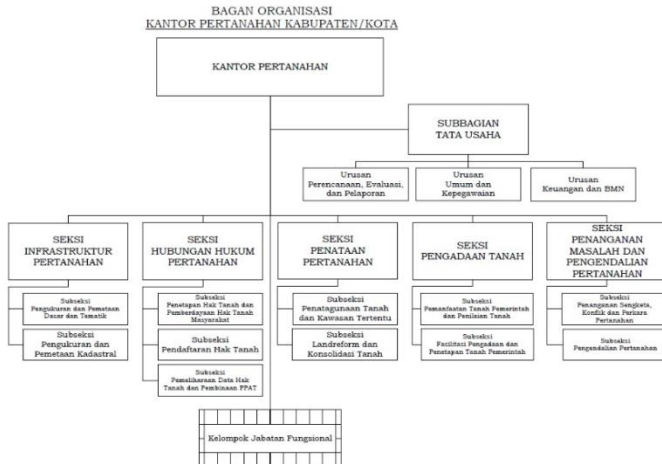 BAGAN ORGANISASI
KANTOR PERTANAHAN KABUPATEN/KOTA
KANTOR PERTANAHAN
SUBBAGIAN
TATA USAHA
Urusan
Perencanaan, Evaluasi,
dan Pelaporan
Urusan
Umum dan
Kepegawaian
Urusan
Keuangan dan BMN
SEKSI
INFRASTRUKTUR
PERTANAHAN
SEKSI
HUBUNGAN HUKUM
PERTANAHAN
SEKSI
PENATAAN
PERTANAHAN
SEKSI
PENGADAAN TANAH
SEKSI
PENANGANAN
MASALAH DAN
PENGENDALIAN
PERTANAHAN
Subseksi
Pengukuran dan Pemetaan
Dasar dan Tematik
Subseksi
Pengukuran dan
Pemetaan Kadastral
Subseksi
Penetapan Hak Tanah dan
Pemberdayaan Hak Tanah
Masyarakat
Subseksi
Pendaftaran Hak Tanah
Subseksi
Pemeliharaan Data Hak
Tanah dan Pembinaan PPAT
Subseksi
Penatagunaan Tanah
dan Kawasan Tertentu
Subseksi
Landreform dan
Konsolidasi Tanah
Subseksi
Pemanfaatan Tanah Pemerintah
dan Penilaian Tanah
Subseksi
Fasilitasi Pengadaan dan
Penetapan Tanah Pemerintah
Subseksi
Penanganan Sengketa,
Konflik dan Perkara
Pertanahan
Subseksi
Pengendalian Pertanahan
Kelompok Jabatan Fungsional